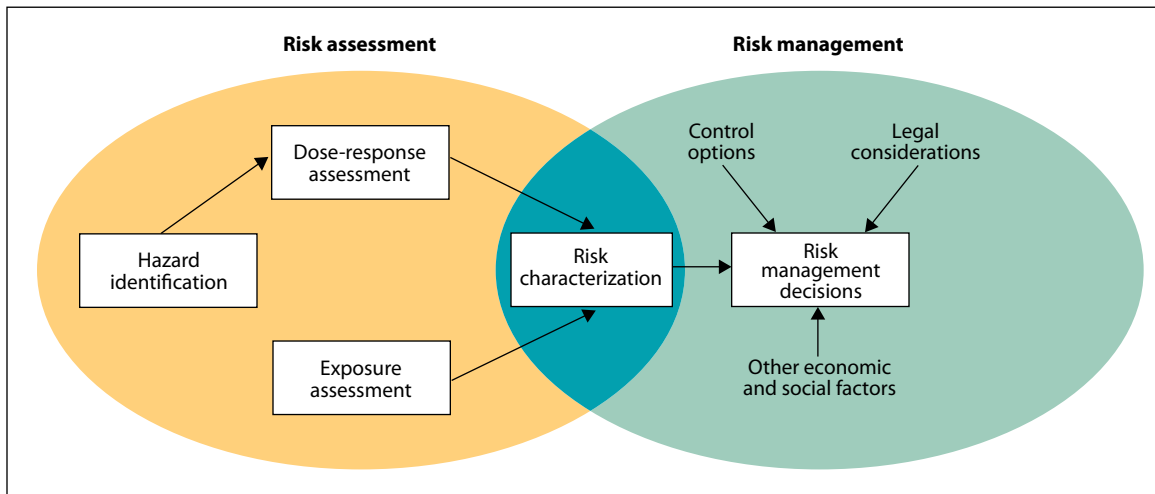 Risk assessment
Risk management
Dose-response
assessment
Control
options
Legal
considerations
Hazard
identification
Risk
characterization
Risk
management
decisions
Exposure
assessment
Other economic
and social factors